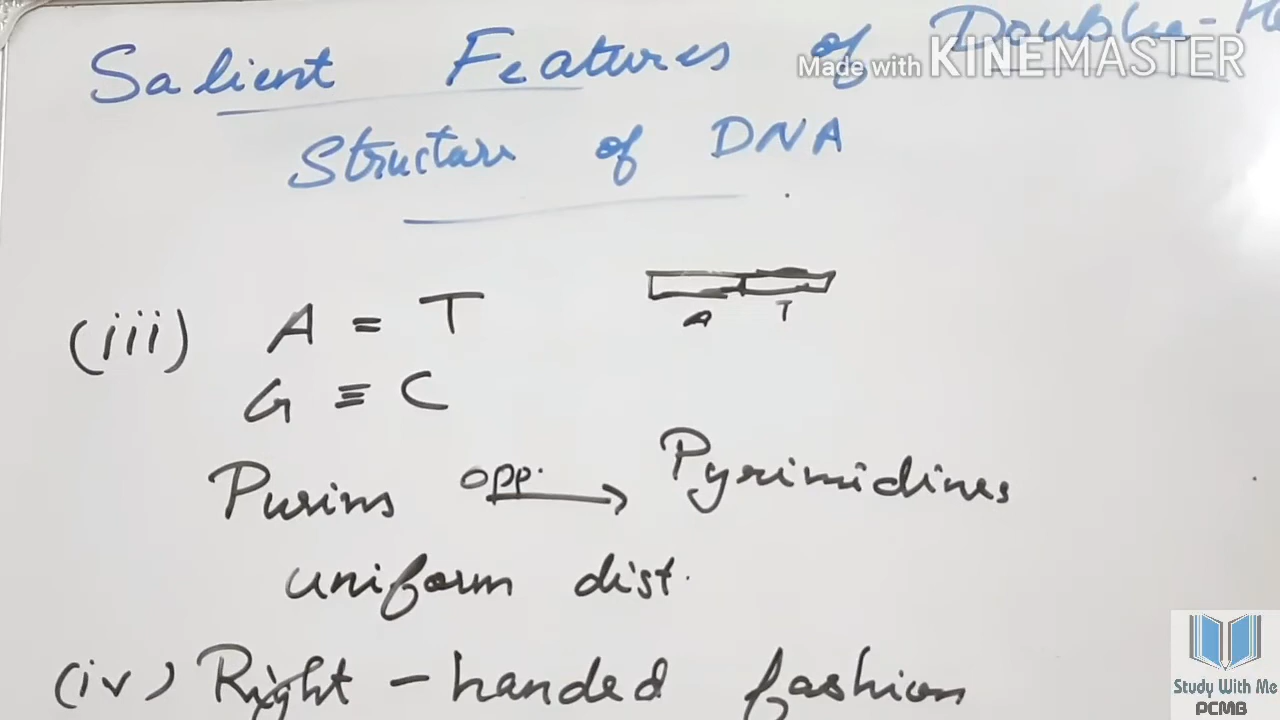 Salient Features of Double-H
Made with KINEMASTER
Structure of DNA
(iii) A = T
A T
G ≡ C
Purins opp. → Pyrimidines
uniform dist.
(iv) Right - handed fashion
Study With Me
PCMB